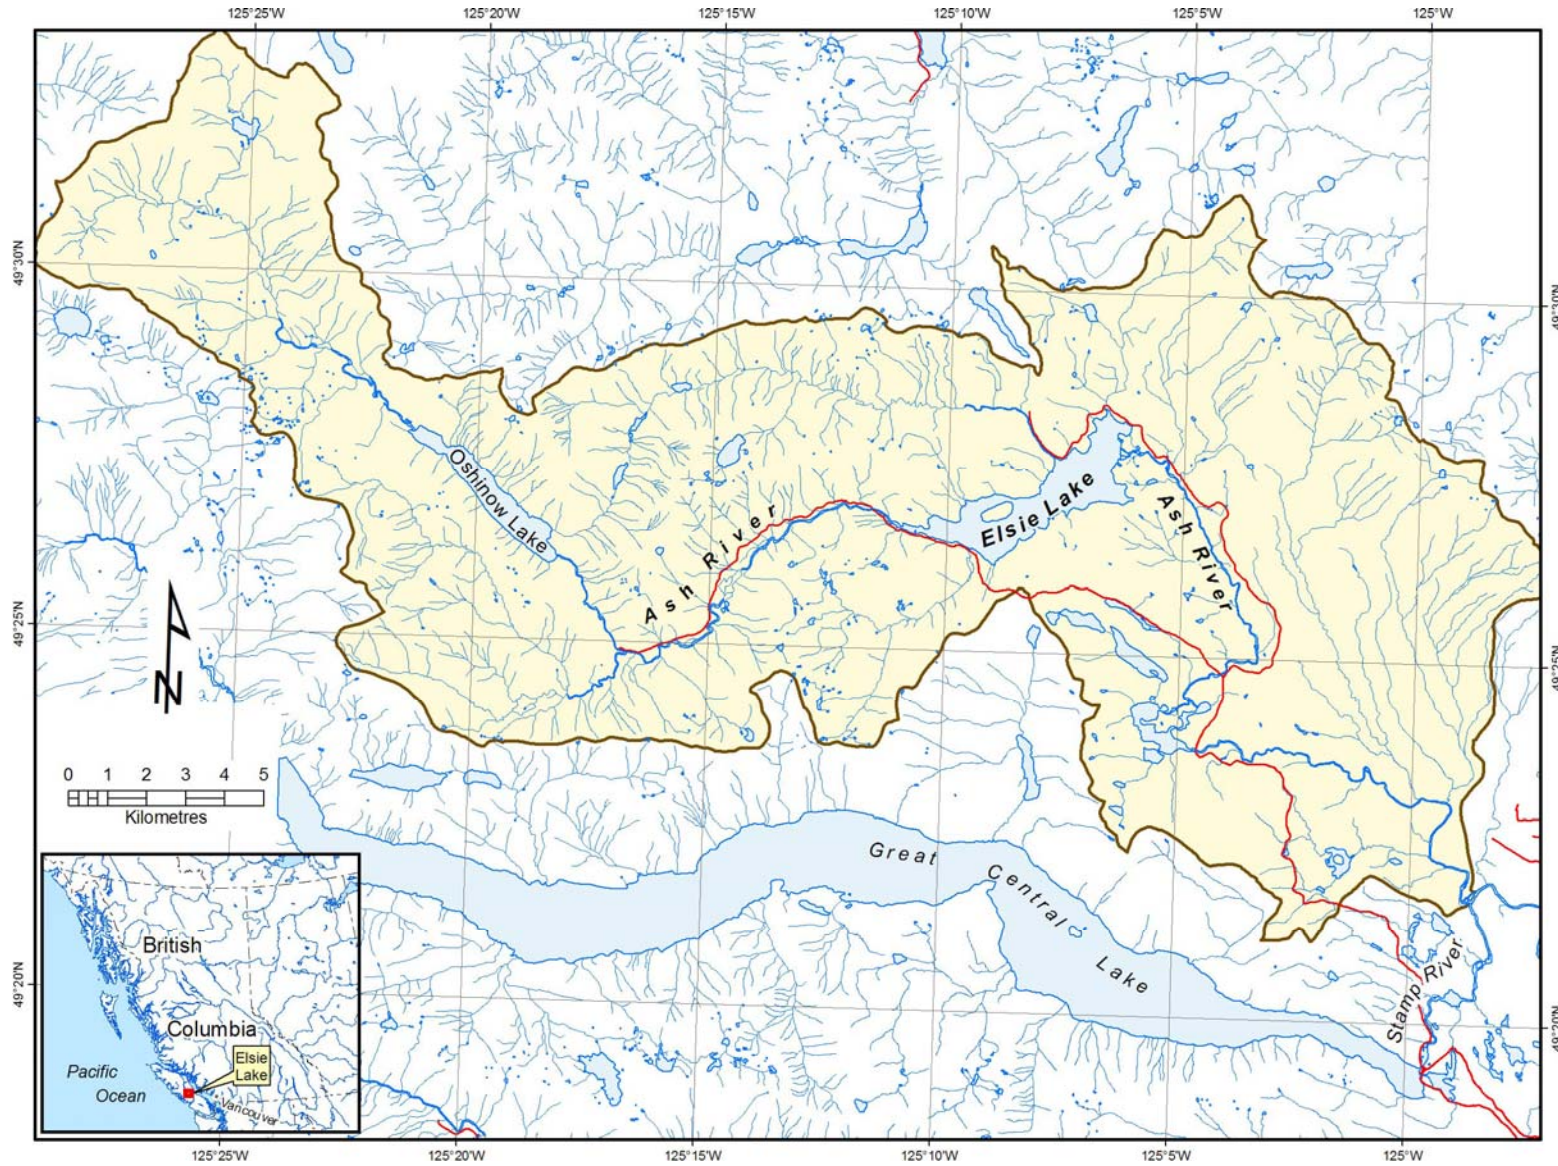 125°25'W 125°20'W 125°15'W 125°10'W 125°5'W 125°W
49°30'N
49°30'N
Oshinow Lake
Ash River
Elsie Lake
Ash River
49°25'N
49°25'N
N
0 1 2 3 4 5
Kilometres
Great
Central
Lake
British
Columbia
Elsie
Lake
Pacific
Ocean
Vancouver
Stamp River
49°20'N
49°20'N
125°25'W 125°20'W 125°15'W 125°10'W 125°5'W 125°W